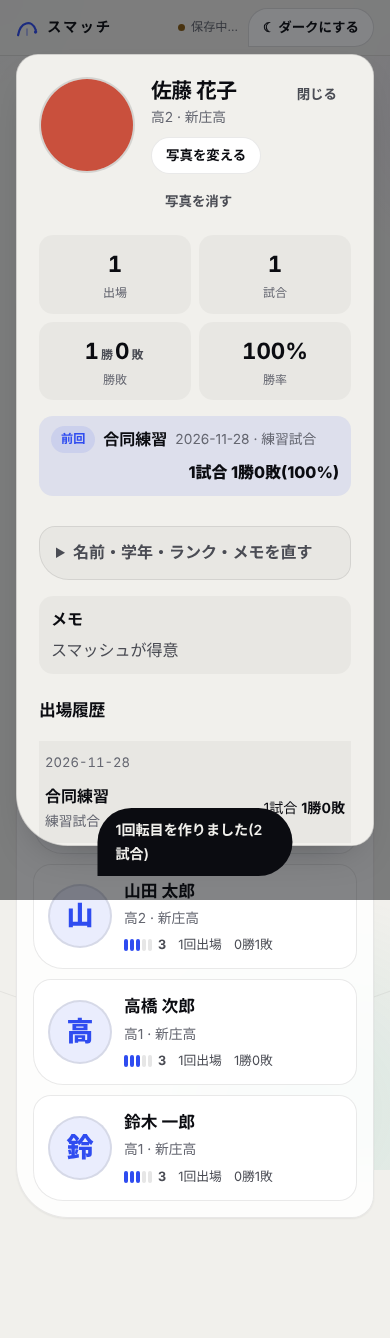 スマッチ
保存中…
☾ ダークにする
佐藤 花子
閉じる
高2 · 新庄高
写真を変える
写真を消す
1
出場
1
試合
1勝0敗
勝敗
100%
勝率
前回 合同練習 2026-11-28 · 練習試合
1試合 1勝0敗(100%)
▶ 名前・学年・ランク・メモを直す
メモ
スマッシュが得意
出場履歴
2026-11-28
合同練習
1試合 1勝0敗
練習試合
1回転目を作りました(2
試合)
山
山田 太郎
高2 · 新庄高
3 1回出場 0勝1敗
高
高橋 次郎
高1 · 新庄高
3 1回出場 1勝0敗
鈴
鈴木 一郎
高1 · 新庄高
3 1回出場 0勝1敗